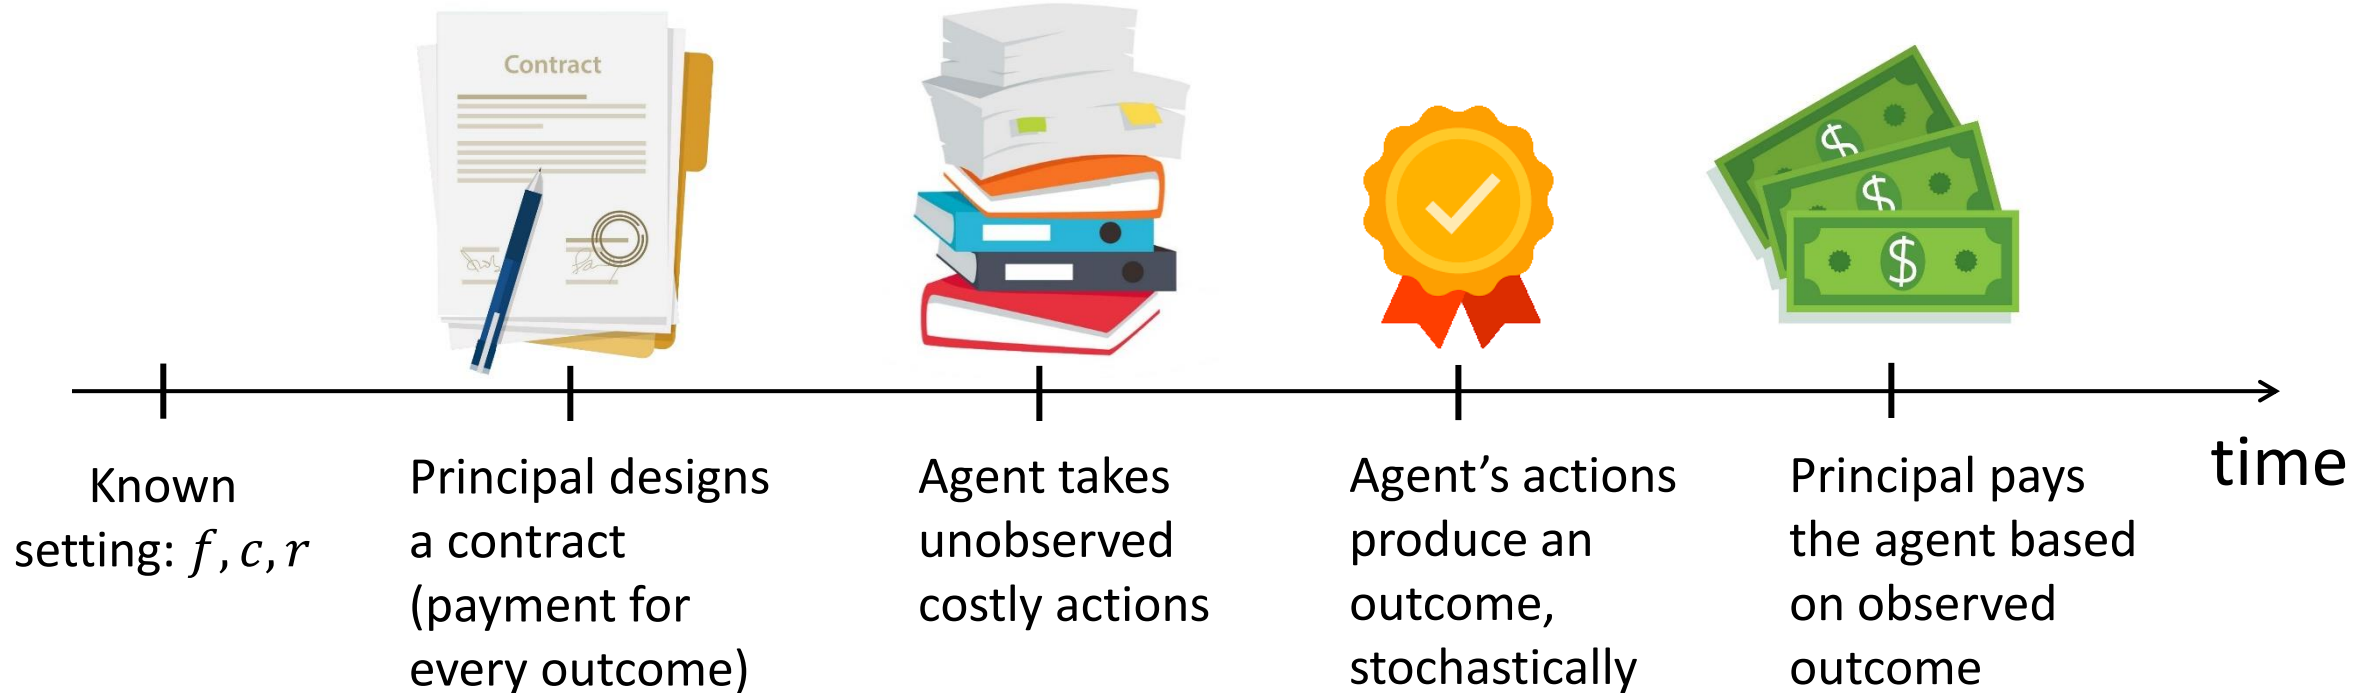 Contract
$
$
$
time
Known
setting: f, c, r
Principal designs
a contract
(payment for
every outcome)
Agent takes
unobserved
costly actions
Agent’s actions
produce an
outcome,
stochastically
Principal pays
the agent based
on observed
outcome